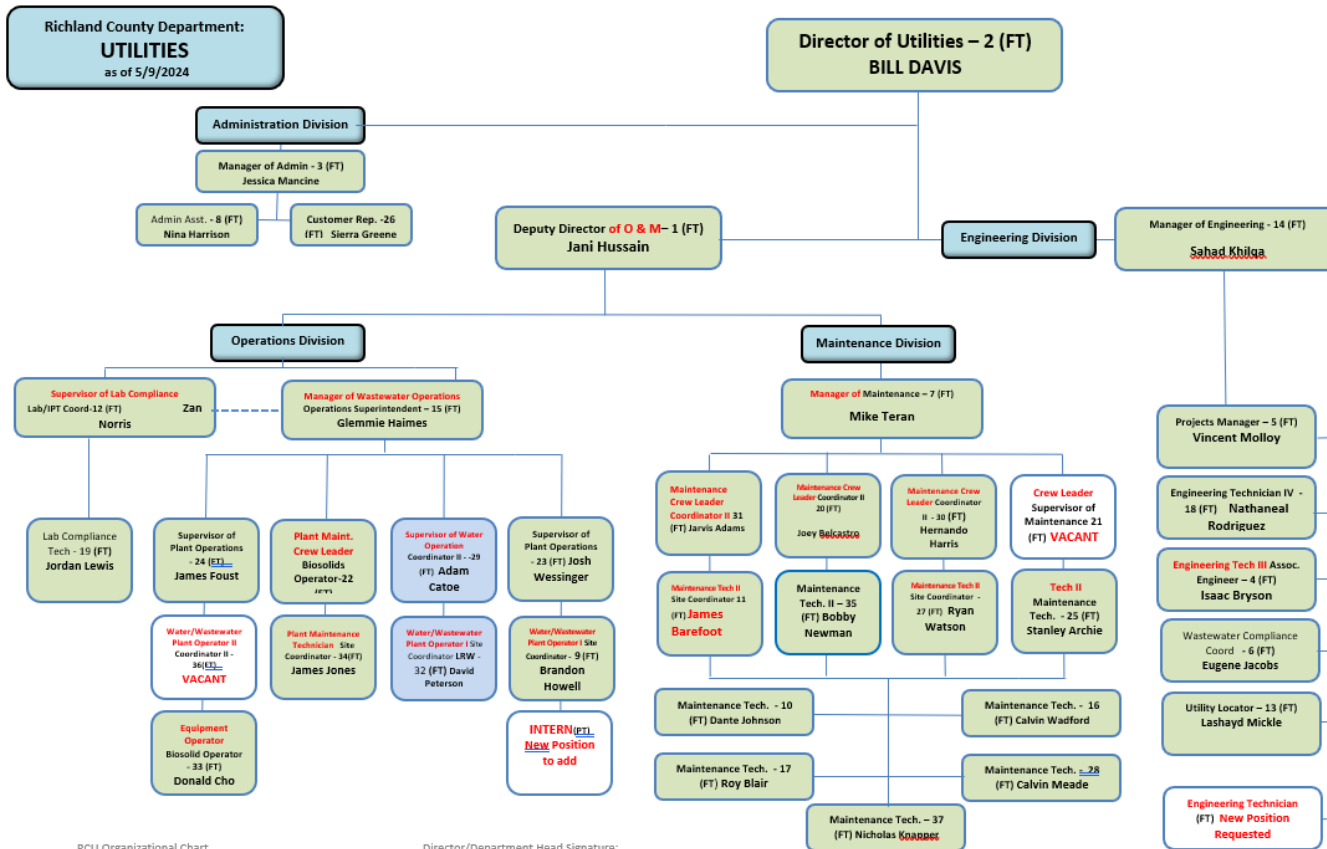 Richland County Department:
UTILITIES
as of 5/9/2024
Director of Utilities – 2 (FT)
BILL DAVIS
Administration Division
Manager of Admin - 3 (FT)
Jessica Mancine
Admin Asst. - 8 (FT)
Nina Harrison
Customer Rep. -26
(FT) Sierra Greene
Deputy Director of O & M– 1 (FT)
Jani Hussain
Engineering Division
Manager of Engineering - 14 (FT)
Sahad Khilqa
Operations Division
Maintenance Division
Supervisor of Lab Compliance
Lab/IPT Coord-12 (FT) Zan
Norris
Manager of Wastewater Operations
Operations Superintendent – 15 (FT)
Glemmie Haimes
Manager of Maintenance – 7 (FT)
Mike Teran
Projects Manager – 5 (FT)
Vincent Molloy
Lab Compliance
Tech - 19 (FT)
Jordan Lewis
Supervisor of
Plant Operations
- 24 (FT)
James Foust
Plant Maint.
Crew Leader
Biosolids
Operator-22
(FT)
Supervisor of Water
Operation
Coordinator II - -29
(FT) Adam
Catoe
Supervisor of
Plant Operations
- 23 (FT) Josh
Wessinger
Maintenance
Crew Leader
Coordinator II 31
(FT) Jarvis Adams
Maintenance Crew
Leader Coordinator II
20 (FT)
Joey Belcastro
Maintenance Crew
Leader Coordinator
II - 30 (FT)
Hernando
Harris
Crew Leader
Supervisor of
Maintenance 21
(FT) VACANT
Engineering Technician IV -
18 (FT) Nathaneal
Rodriguez
Engineering Tech III Assoc.
Engineer – 4 (FT)
Isaac Bryson
Water/Wastewater
Plant Operator II
Coordinator II -
36(FT)
VACANT
Plant Maintenance
Technician Site
Coordinator - 34(FT)
James Jones
Water/Wastewater
Plant Operator I Site
Coordinator LRW -
32 (FT) David
Peterson
Water/Wastewater
Plant Operator I Site
Coordinator - 9 (FT)
Brandon
Howell
Maintenance Tech II
Site Coordinator 11
(FT) James
Barefoot
Maintenance
Tech. II – 35
(FT) Bobby
Newman
Maintenance Tech II
Site Coordinator -
27 (FT) Ryan
Watson
Tech II
Maintenance
Tech. - 25 (FT)
Stanley Archie
Wastewater Compliance
Coord - 6 (FT)
Eugene Jacobs
Utility Locator – 13 (FT)
Lashayd Mickle
Equipment
Operator
Biosolid Operator
- 33 (FT)
Donald Cho
INTERN(PT)
New Position
to add
Maintenance Tech. - 10
(FT) Dante Johnson
Maintenance Tech. - 16
(FT) Calvin Wadford
Maintenance Tech. - 17
(FT) Roy Blair
Maintenance Tech. - 28
(FT) Calvin Meade
Maintenance Tech. – 37
(FT) Nicholas Knapper
Engineering Technician
(FT) New Position
Requested
RCU Organizational Chart
Director/Department Head Signature: